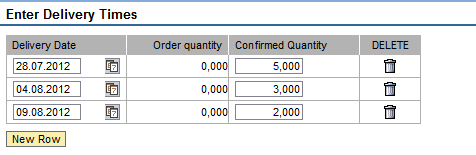 Enter Delivery Times
Delivery Date Order quantity Confirmed Quantity DELETE
28.07.2012 0,000 5,000
04.08.2012 0,000 3,000
09.08.2012 0,000 2,000
New Row